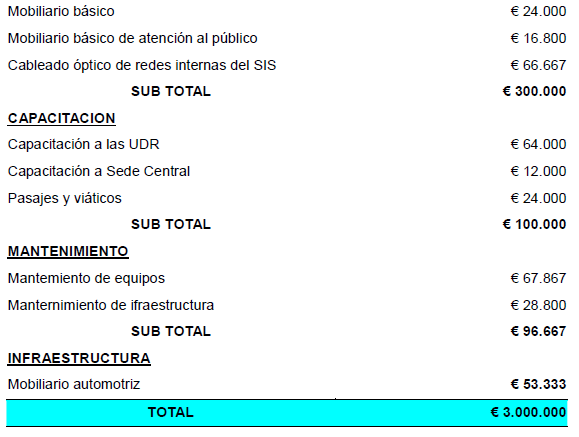 Mobiliario básico € 24.000
Mobiliario básico de atención al público € 16.800
Cableado óptico de redes internas del SIS € 66.667
SUB TOTAL € 300.000
CAPACITACION
Capacitación a las UDR € 64.000
Capacitación a Sede Central € 12.000
Pasajes y viáticos € 24.000
SUB TOTAL € 100.000
MANTENIMIENTO
Mantemiento de equipos € 67.867
Manternimiento de ifraestructura € 28.800
SUB TOTAL € 96.667
INFRAESTRUCTURA
Mobiliario automotriz € 53.333
TOTAL € 3.000.000